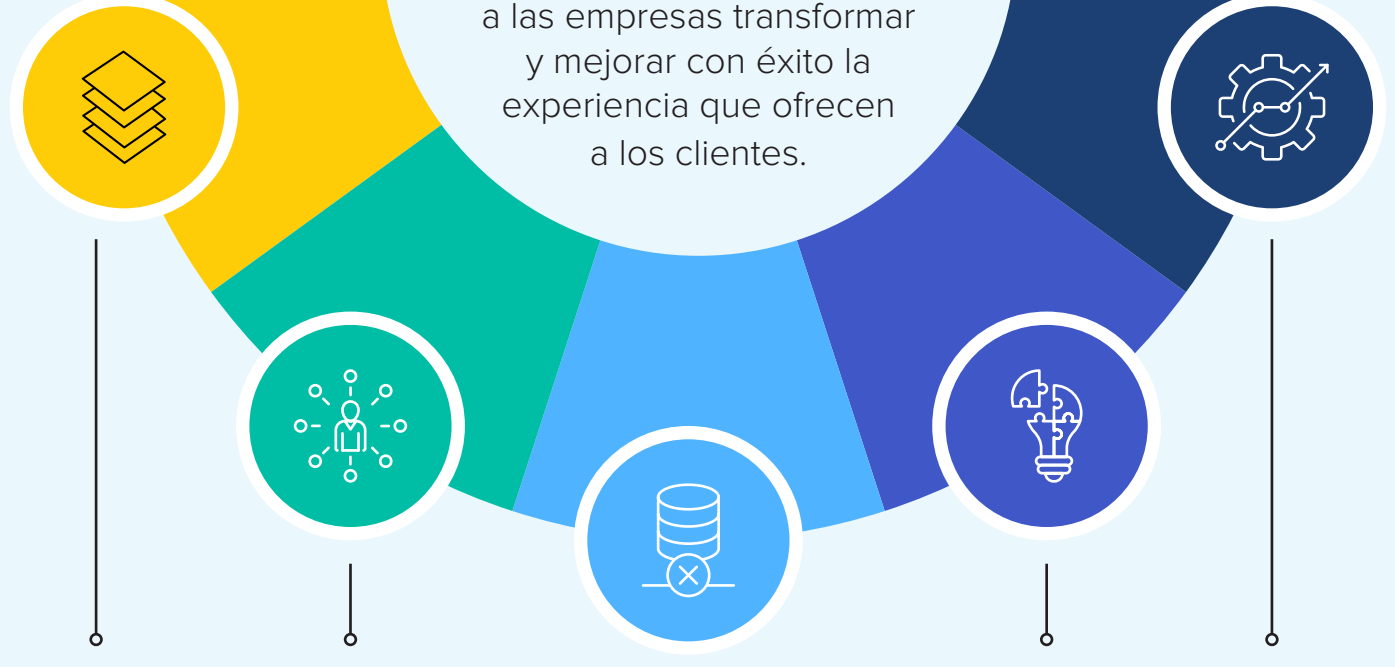 a las empresas transformar
y mejorar con éxito la
experiencia que ofrecen
a los clientes.